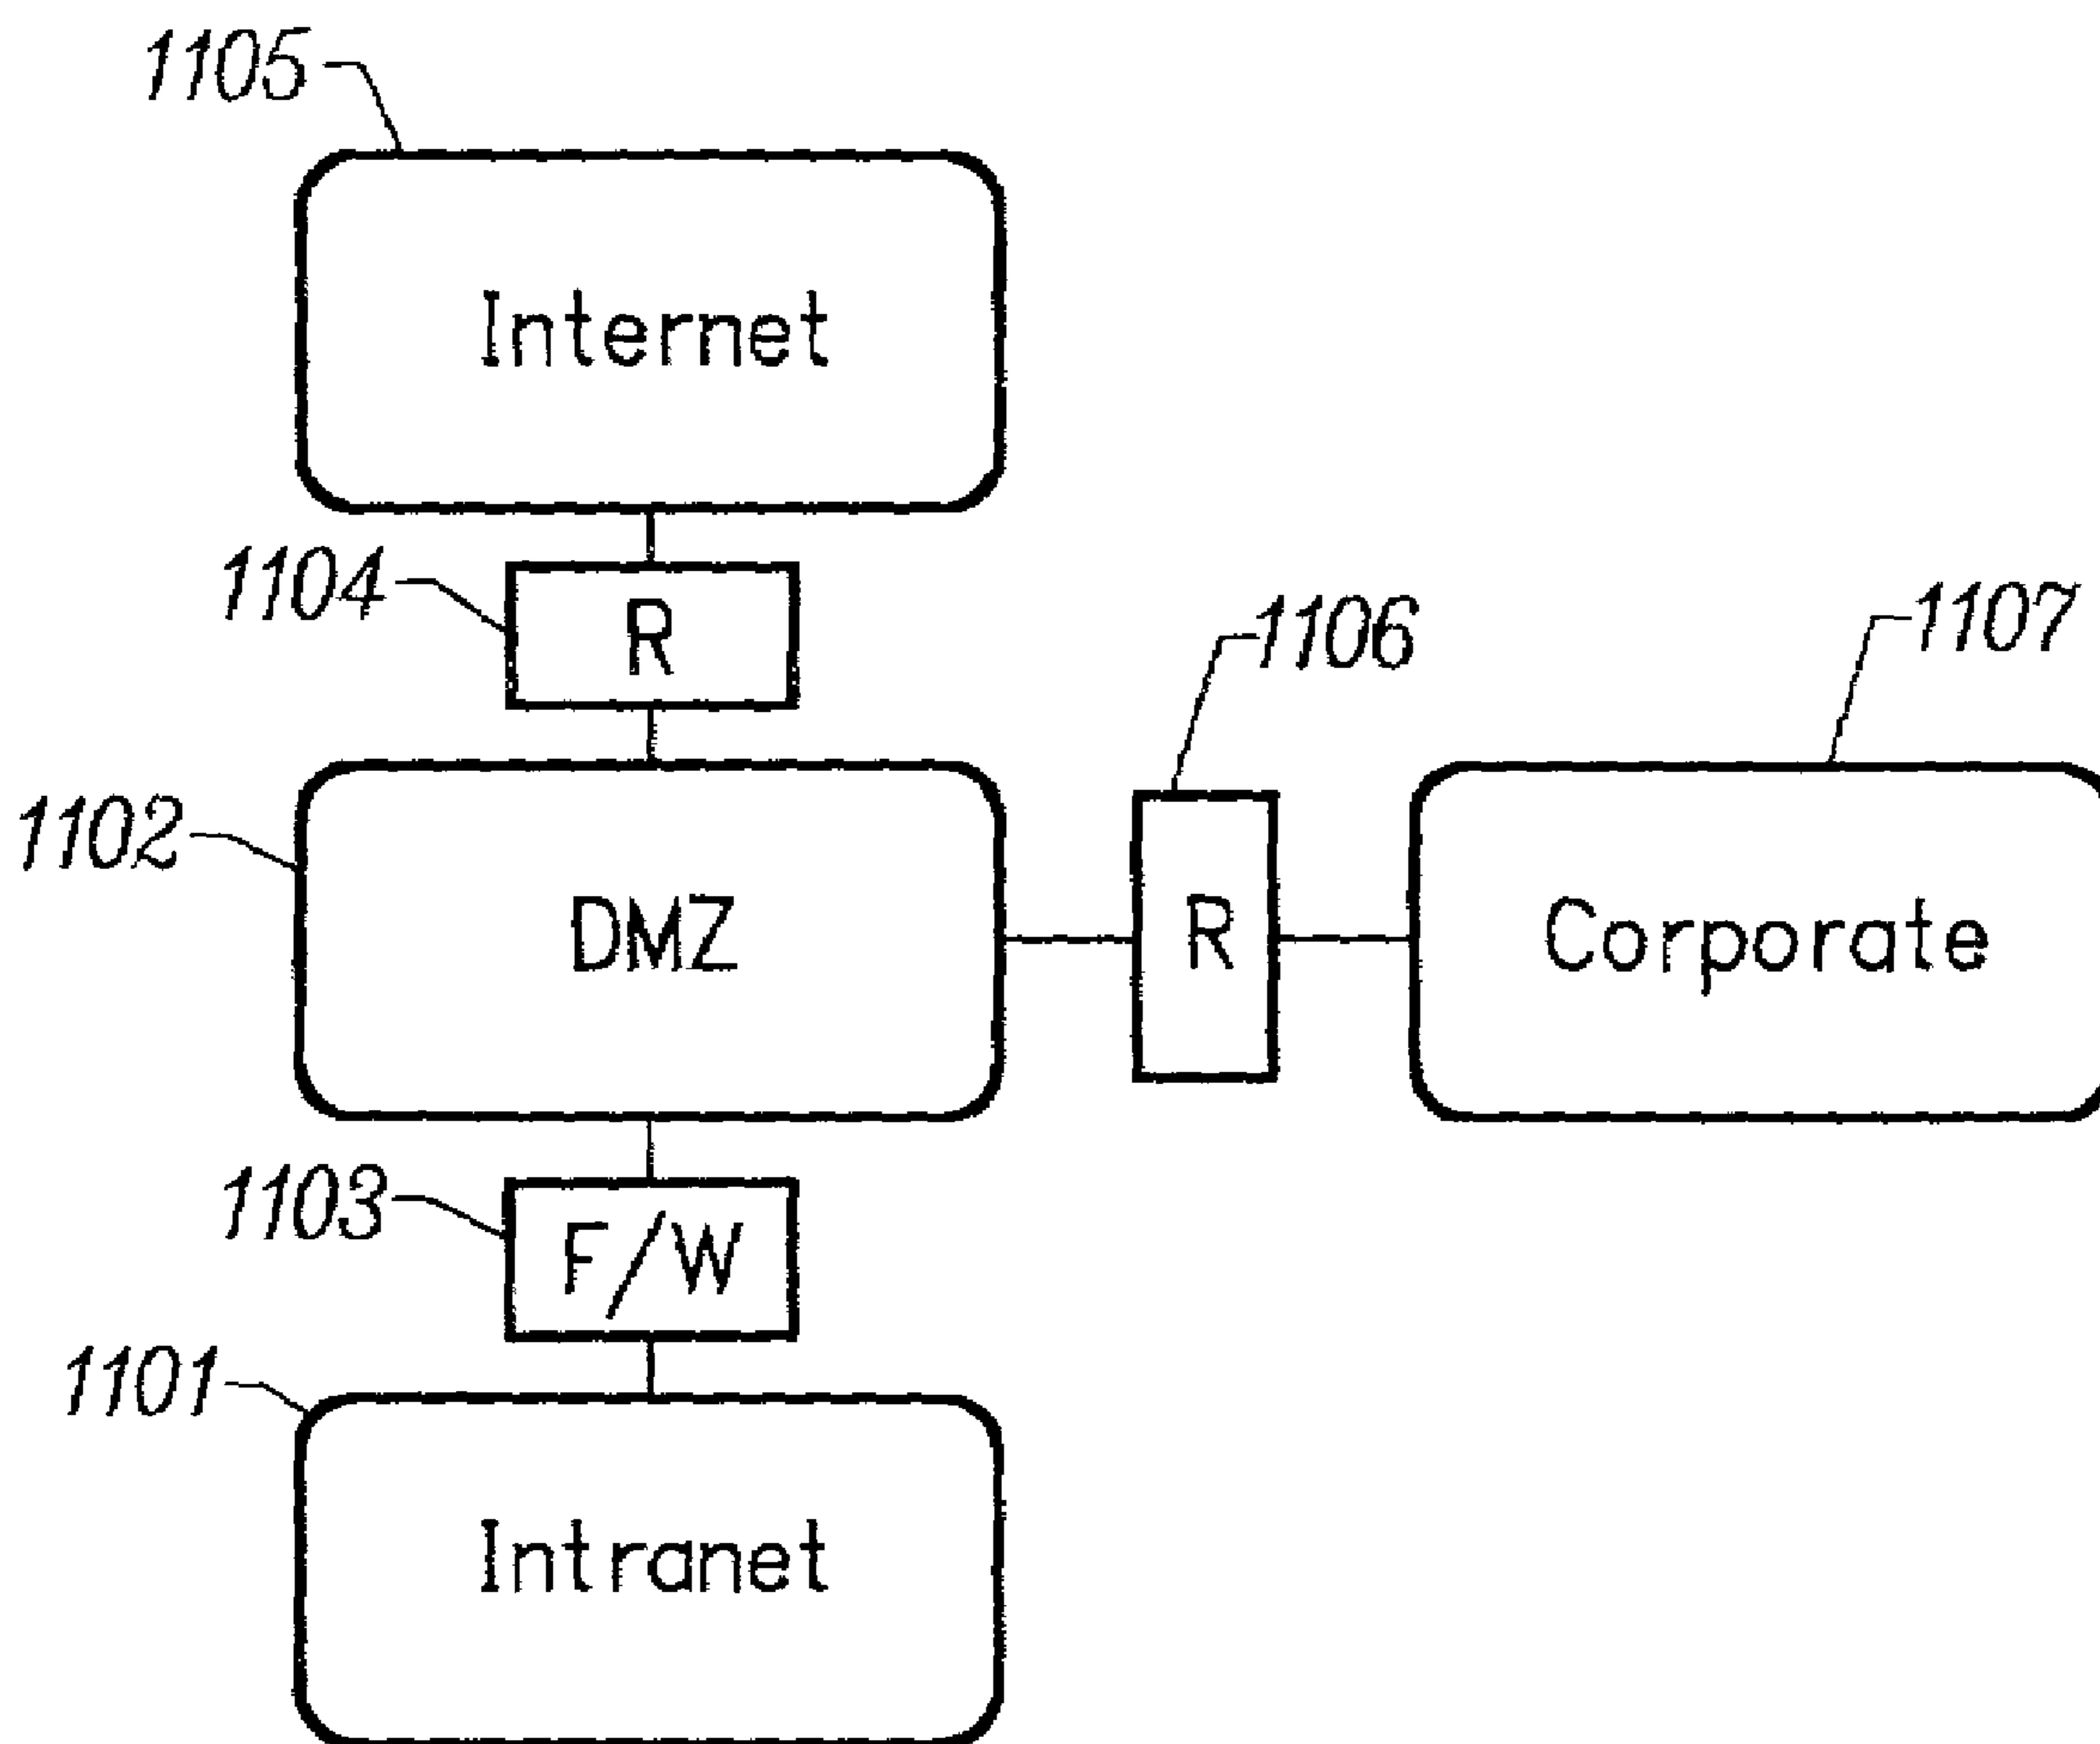 1105
Internet
1104
R
1106
1107
1102
DMZ
R
Corporate
1103
F/W
1101
Intranet